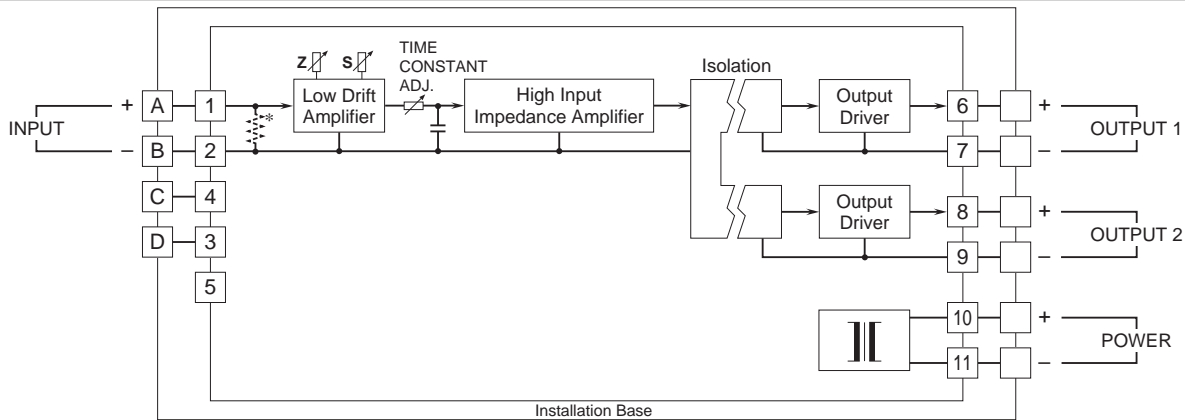 INPUT
+
–
A
B
C
D
1
2
4
3
5
*
Z
S
Low Drift
Amplifier
TIME
CONSTANT
ADJ.
High Input
Impedance Amplifier
Isolation
Output
Driver
6
7
+
–
OUTPUT 1
Output
Driver
8
9
+
–
OUTPUT 2
10
11
+
–
POWER
Installation Base